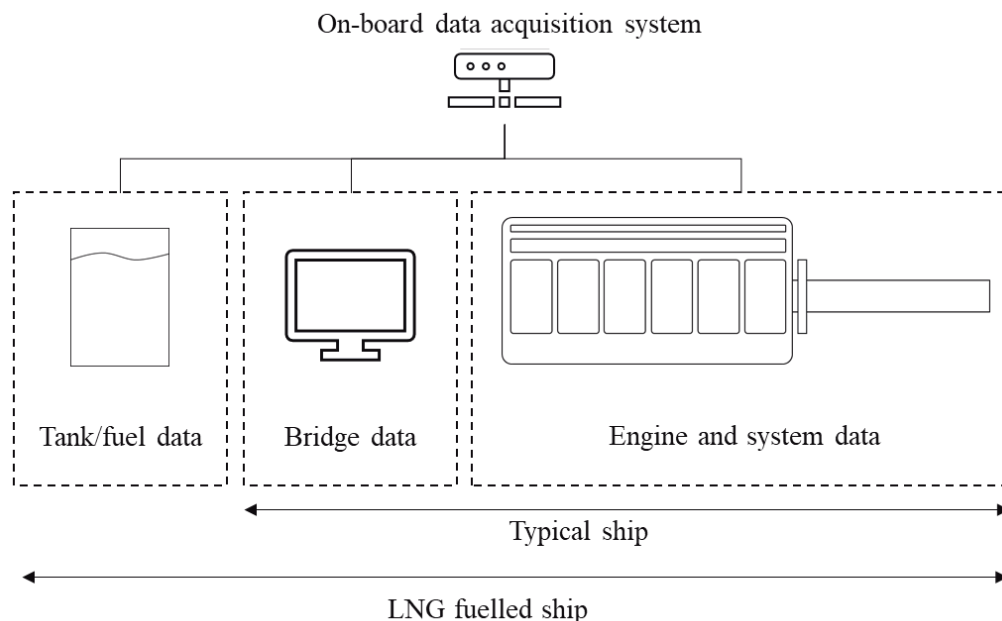 On-board data acquisition system
Tank/fuel data
Bridge data
Engine and system data
Typical ship
LNG fuelled ship